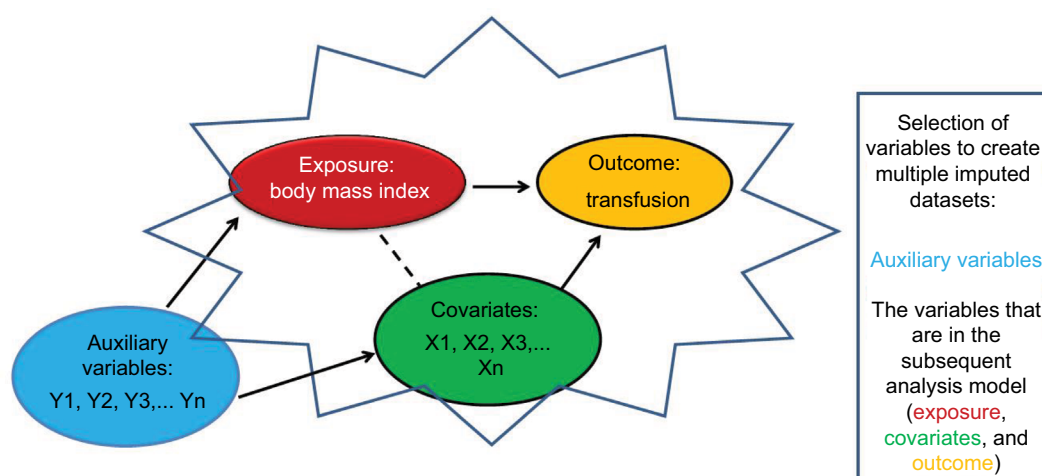 Exposure:
body mass index
Outcome:
transfusion
Covariates:
X1, X2, X3,...
Xn
Auxiliary
variables:
Y1, Y2, Y3,... Yn
Selection of
variables to create
multiple imputed
datasets:
Auxiliary variables
The variables that
are in the
subsequent
analysis model
(exposure,
covariates, and
outcome)